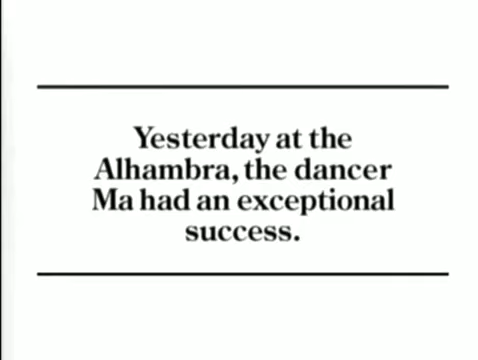 Yesterday at the
Alhambra, the dancer
Ma had an exceptional
success.